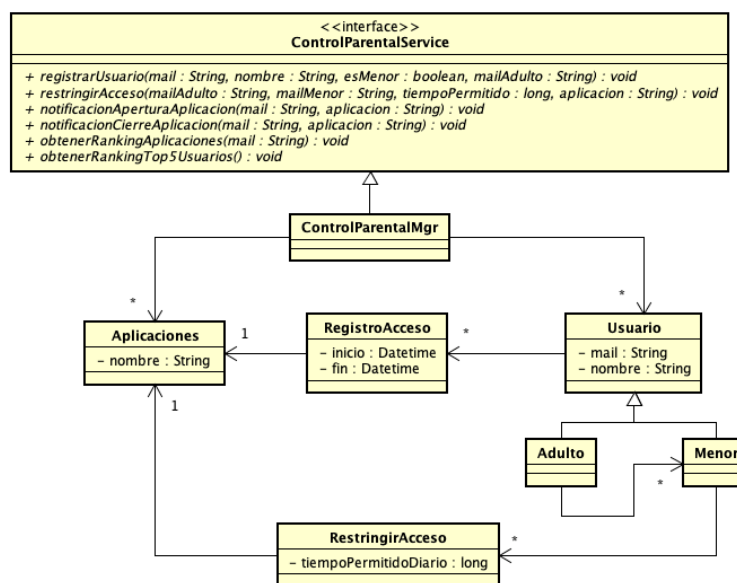 <<interface>>
ControlParentalService
+ registrarUsuario(mail : String, nombre : String, esMenor : boolean, mailAdulto : String) : void
+ restringirAcceso(mailAdulto : String, mailMenor : String, tiempoPermitido : long, aplicacion : String) : void
+ notificacionAperturaAplicacion(mail : String, aplicacion : String) : void
+ notificacionCierreAplicacion(mail : String, aplicacion : String) : void
+ obtenerRankingAplicaciones(mail : String) : void
+ obtenerRankingTop5Usuarios() : void
ControlParentalMgr
*
*
Aplicaciones
- nombre : String
1
RegistroAcceso
- inicio : Datetime
- fin : Datetime
*
Usuario
- mail : String
- nombre : String
1
Adulto
Menor
*
RestringirAcceso
- tiempoPermitidoDiario : long
*